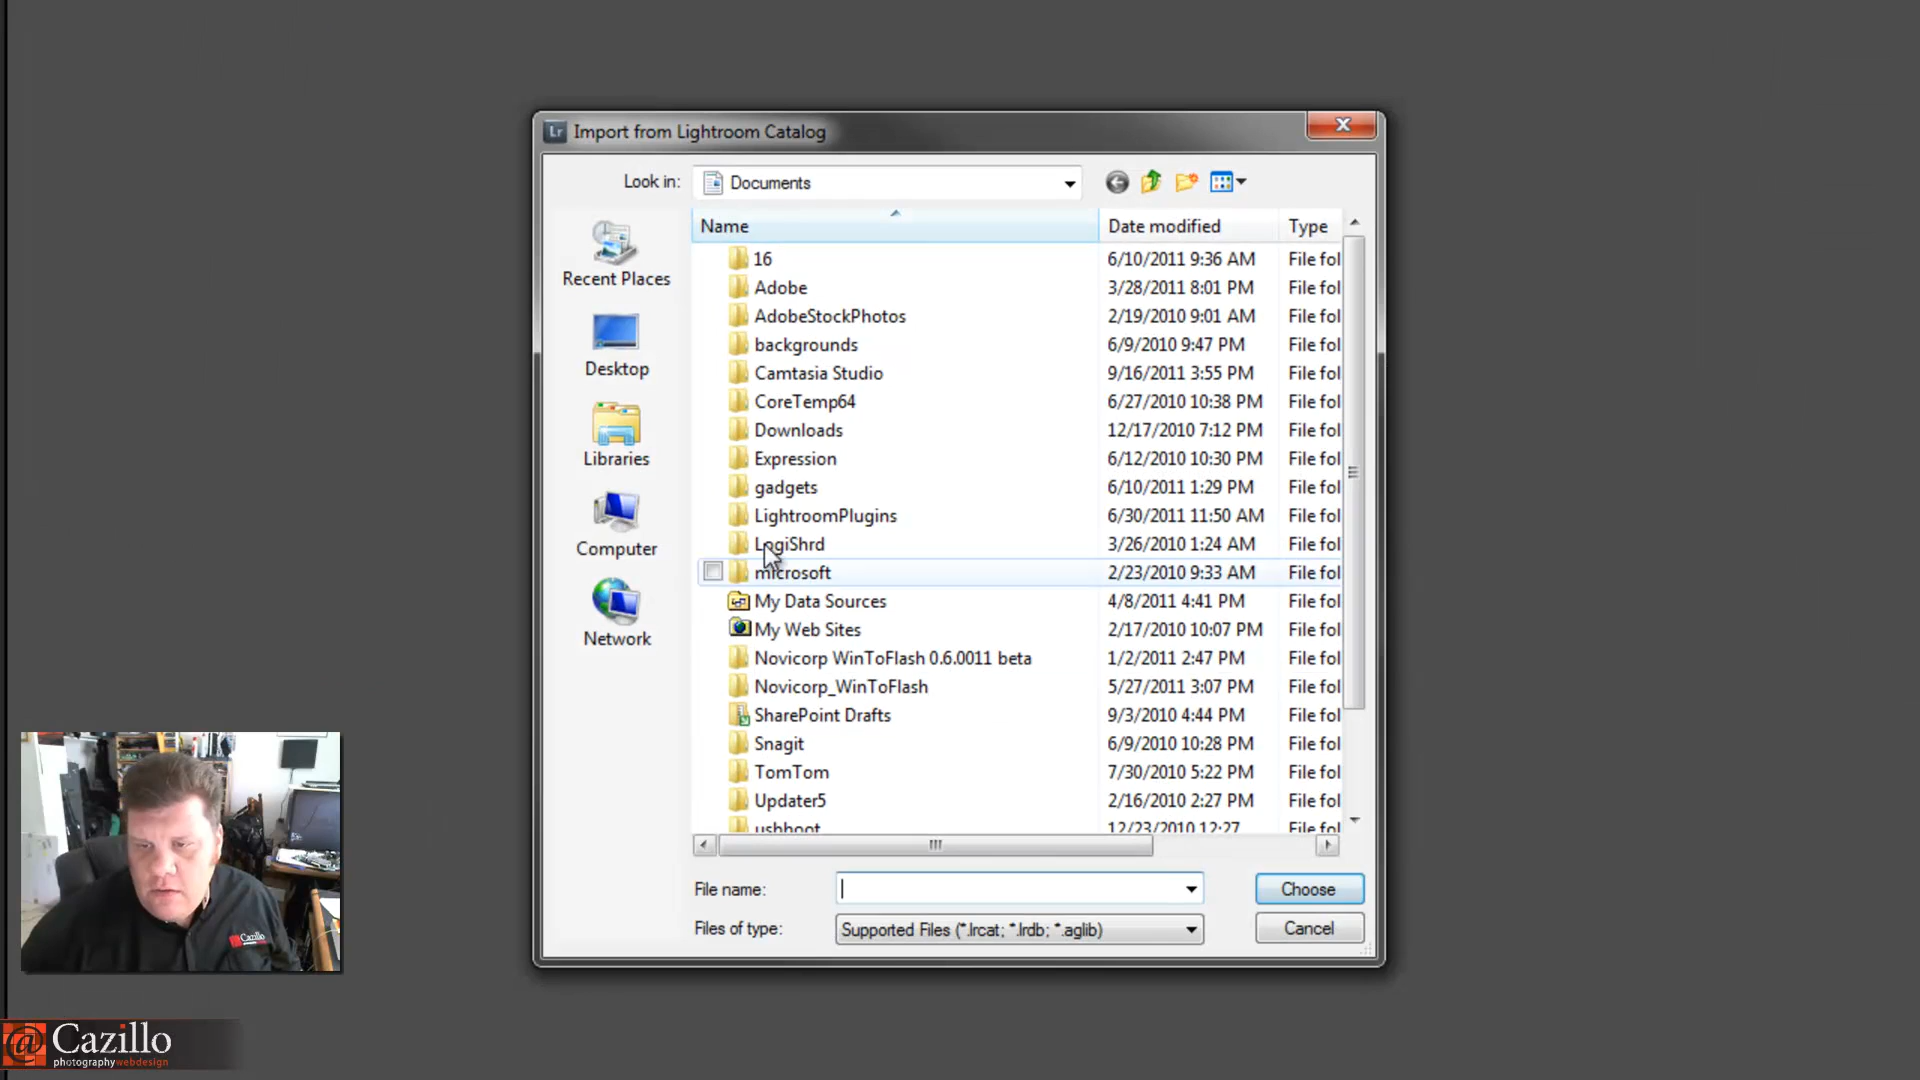 Lr Import from Lightroom Catalog
Look in: Documents
Name Date modified Type
16 6/10/2011 9:36 AM File fol
Adobe 3/28/2011 8:01 PM File fol
AdobeStockPhotos 2/19/2010 9:01 AM File fol
backgrounds 6/9/2010 9:47 PM File fol
Camtasia Studio 9/16/2011 3:55 PM File fol
CoreTemp64 6/27/2010 10:38 PM File fol
Downloads 12/17/2010 7:12 PM File fol
Expression 6/12/2010 10:30 PM File fol
gadgets 6/10/2011 1:29 PM File fol
LightroomPlugins 6/30/2011 11:50 AM File fol
LogiShrd 3/26/2010 1:24 AM File fol
microsoft 2/23/2010 9:33 AM File fol
My Data Sources 4/8/2011 4:41 PM File fol
My Web Sites 2/17/2010 10:07 PM File fol
Novicorp WinToFlash 0.6.0011 beta 1/2/2011 2:47 PM File fol
Novicorp_WinToFlash 5/27/2011 3:07 PM File fol
SharePoint Drafts 9/3/2010 4:44 PM File fol
Snagit 6/9/2010 10:28 PM File fol
TomTom 7/30/2010 5:22 PM File fol
Updater5 2/16/2010 2:27 PM File fol
usbboot 12/23/2010 12:27 File fol
Recent Places
Desktop
Libraries
Computer
Network
File name: Choose
Files of type: Supported Files (*.lrcat; *.lrdb; *.aglib) Cancel
Cazillo
@ Cazillo
photographywebdesign